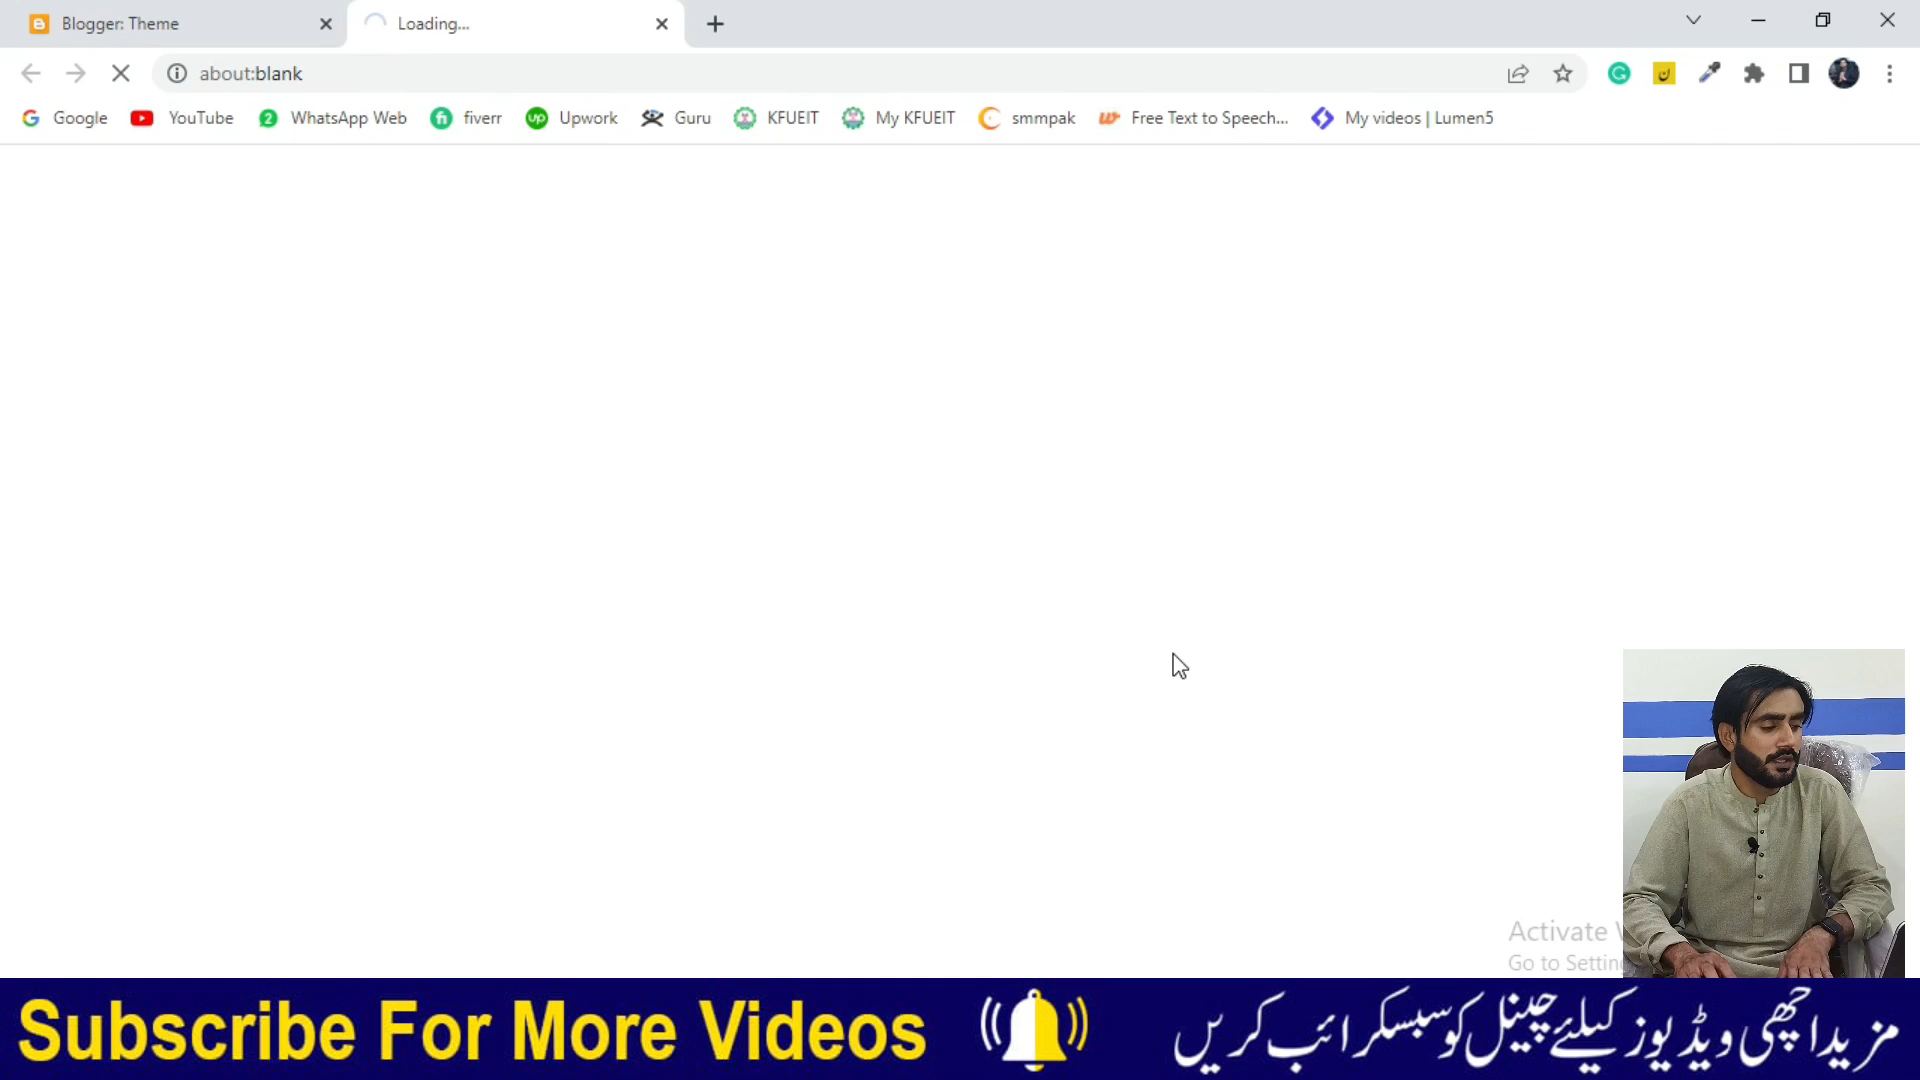 Blogger: Theme
Loading...
about:blank
Google
YouTube
WhatsApp Web
fiverr
Upwork
Guru
KFUEIT
My KFUEIT
smmpak
Free Text to Speech...
My videos | Lumen5
Activate
Go to
Subscribe For More Videos
مزید اچھی ویڈیوز کیلئے چینل کو سبسکرائب کریں